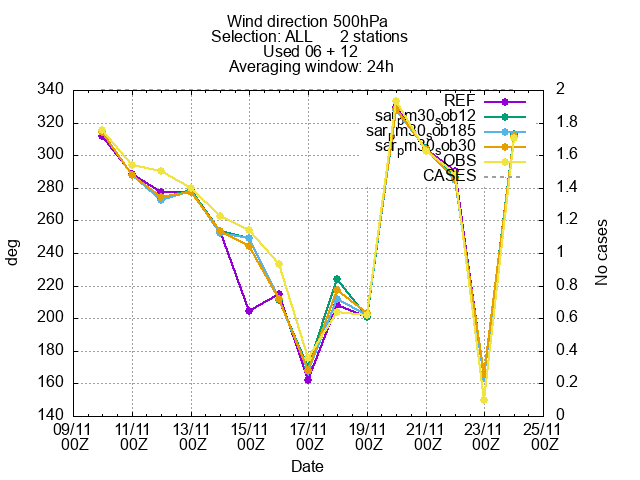 Wind direction 500hPa
Selection: ALL 2 stations
Used 06 + 12
Averaging window: 24h
340 2
320 1.8
300 1.6
280 1.4
260 1.2
240 1
220 0.8
200 0.6
180 0.4
160 0.2
140 0
deg
No cases
REF
sar_pm30_sob12
sar_pm30_sob185
sar_pm30_sob30
OBS
CASES
09/11 11/11 13/11 15/11 17/11 19/11 21/11 23/11 25/11
00Z 00Z 00Z 00Z 00Z 00Z 00Z 00Z 00Z
Date